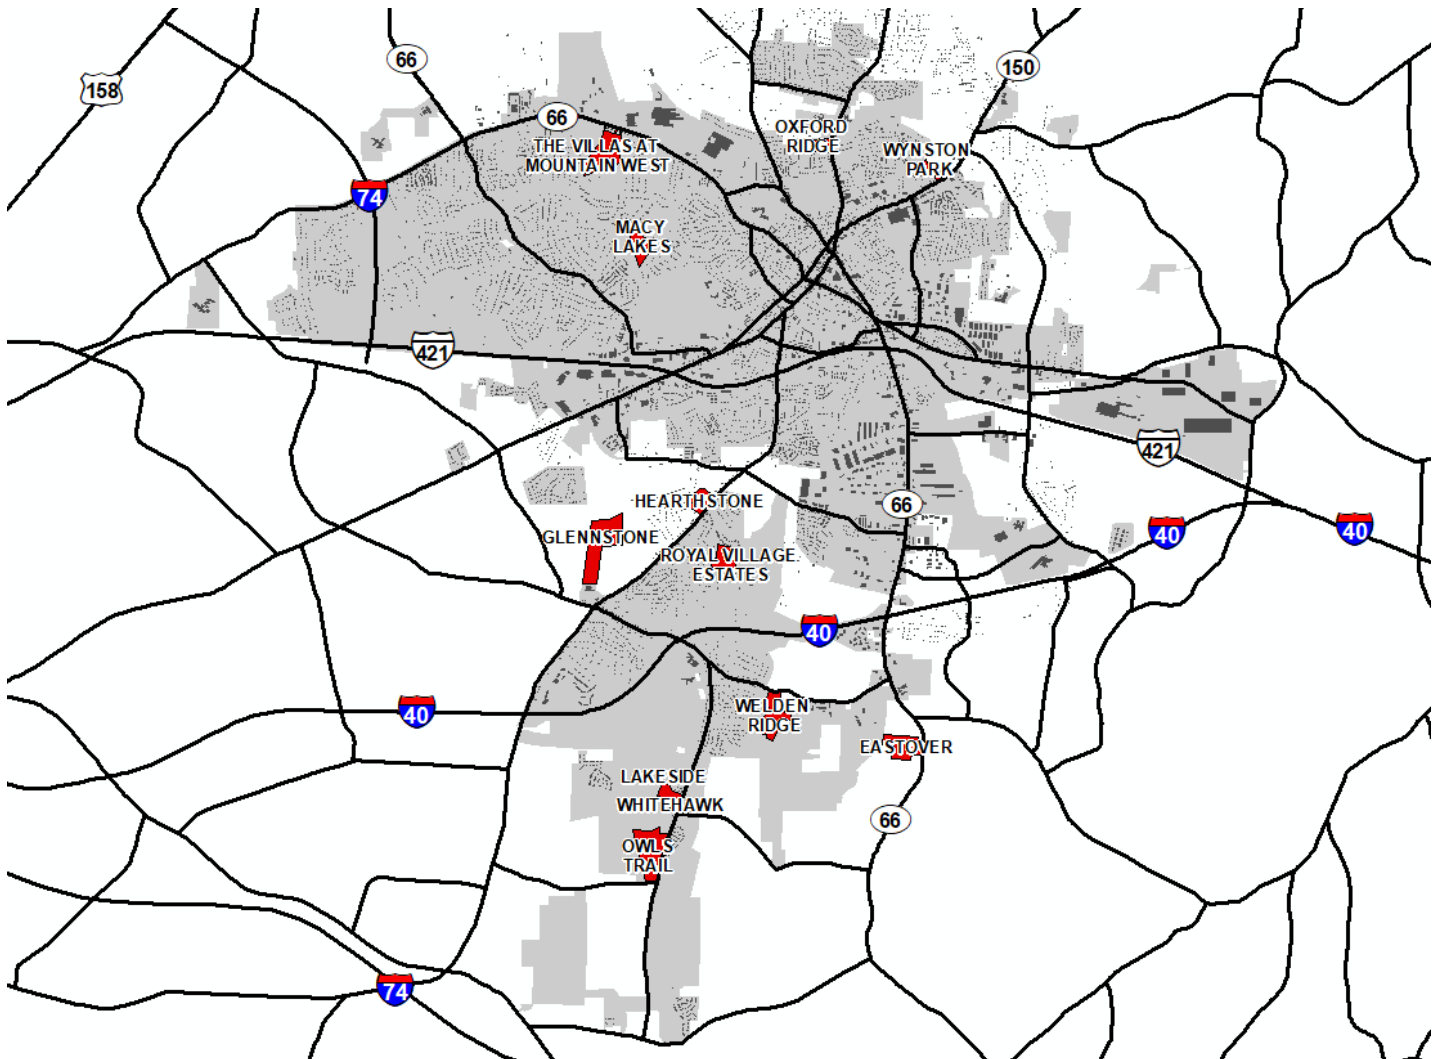 66
150
158
66
OXFORD
RIDGE
THE VILLAS AT
MOUNTAIN WEST
WYNSTON
PARK
74
MACY
LAKES
421
421
HEARTHSTONE
66
GLENNSTONE
40
40
ROYAL VILLAGE
ESTATES
40
40
WELDEN
RIDGE
EASTOVER
LAKESIDE
WHITEHAWK
66
OWLS
TRAIL
74